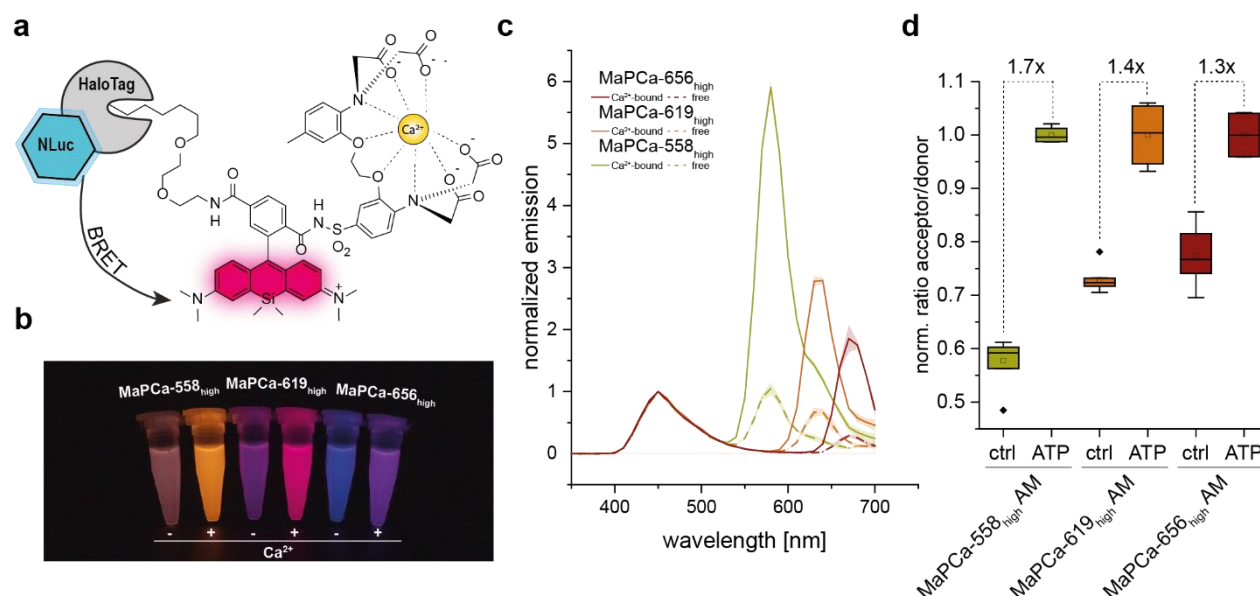 a
HaloTag
NLuc
BRET
O
O
N
H
O
O
NH
S
O2
N
Si
N
+
N
O
O
O
-
O
-
Ca²⁺
O
O
-
O
-
O
N
O
b
MaPCa-558high
MaPCa-619high
MaPCa-656high
- + - + - +
Ca²⁺
c
normalized emission
6
5
4
3
2
1
0
400 500 600 700
wavelength [nm]
MaPCa-656high
Ca²⁺-bound free
MaPCa-619high
Ca²⁺-bound free
MaPCa-558high
Ca²⁺-bound free
d
norm. ratio acceptor/donor
1.7x 1.4x 1.3x
1.1
1.0
0.9
0.8
0.7
0.6
0.5
ctrl ATP ctrl ATP ctrl ATP
MaPCa-558high AM
MaPCa-619high AM
MaPCa-656high AM